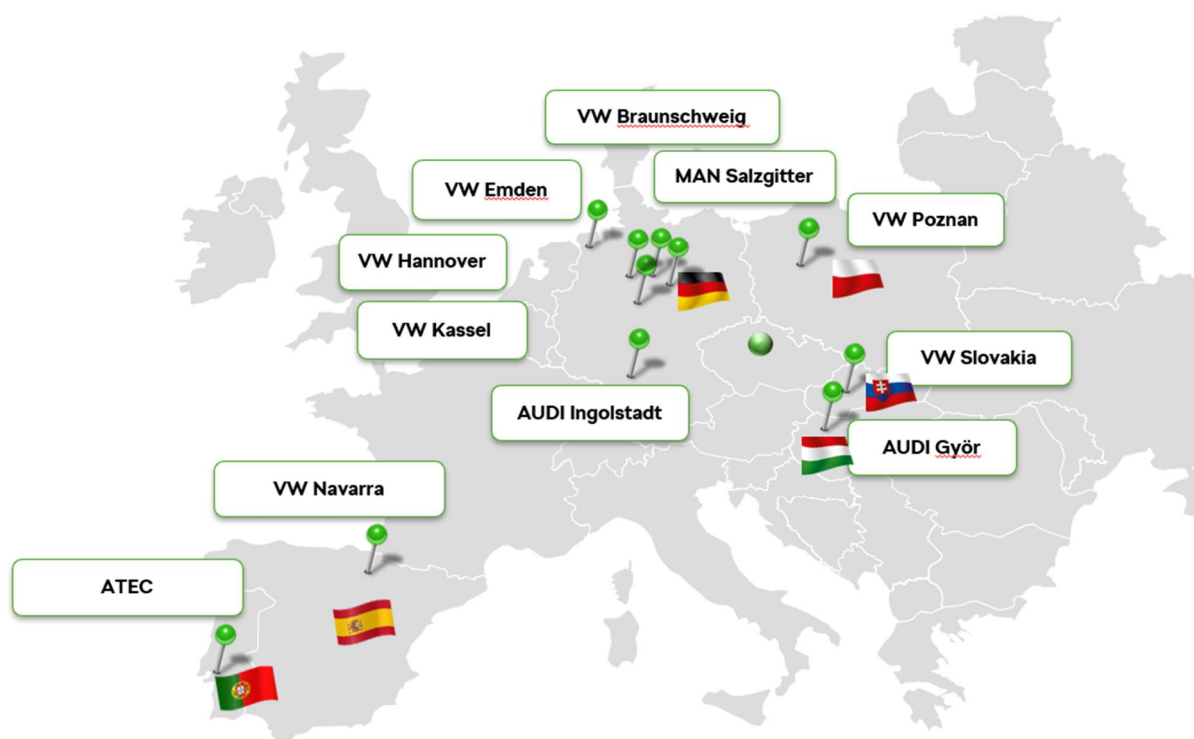 VW Braunschweig
MAN Salzgitter
VW Emden
VW Poznan
VW Hannover
VW Kassel
VW Slovakia
AUDI Ingolstadt
AUDI Györ
VW Navarra
ATEC